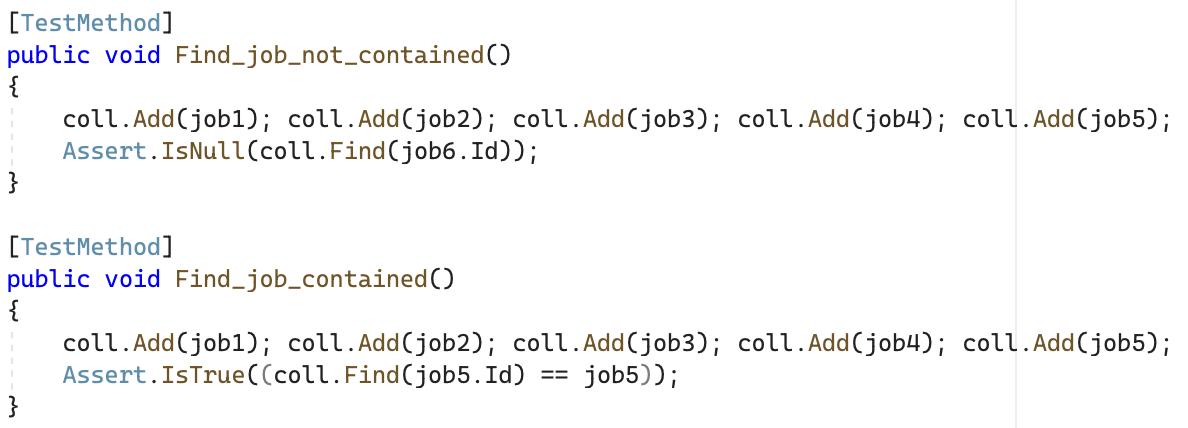 [TestMethod]
public void Find_job_not_contained()
{
    coll.Add(job1); coll.Add(job2); coll.Add(job3); coll.Add(job4); coll.Add(job5);
    Assert.IsNull(coll.Find(job6.Id));
}

[TestMethod]
public void Find_job_contained()
{
    coll.Add(job1); coll.Add(job2); coll.Add(job3); coll.Add(job4); coll.Add(job5);
    Assert.IsTrue((coll.Find(job5.Id) == job5));
}